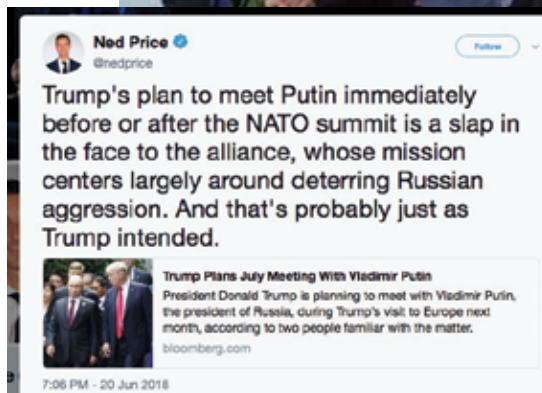 Ned Price
@nedprice
Follow
Trump's plan to meet Putin immediately
before or after the NATO summit is a slap in
the face to the alliance, whose mission
centers largely around deterring Russian
aggression. And that's probably just as
Trump intended.
Trump Plans July Meeting With Vladimir Putin
President Donald Trump is planning to meet with Vladimir Putin,
the president of Russia, during Trump's visit to Europe next
month, according to two people familiar with the matter.
bloomberg.com
7:06 PM - 20 Jun 2018